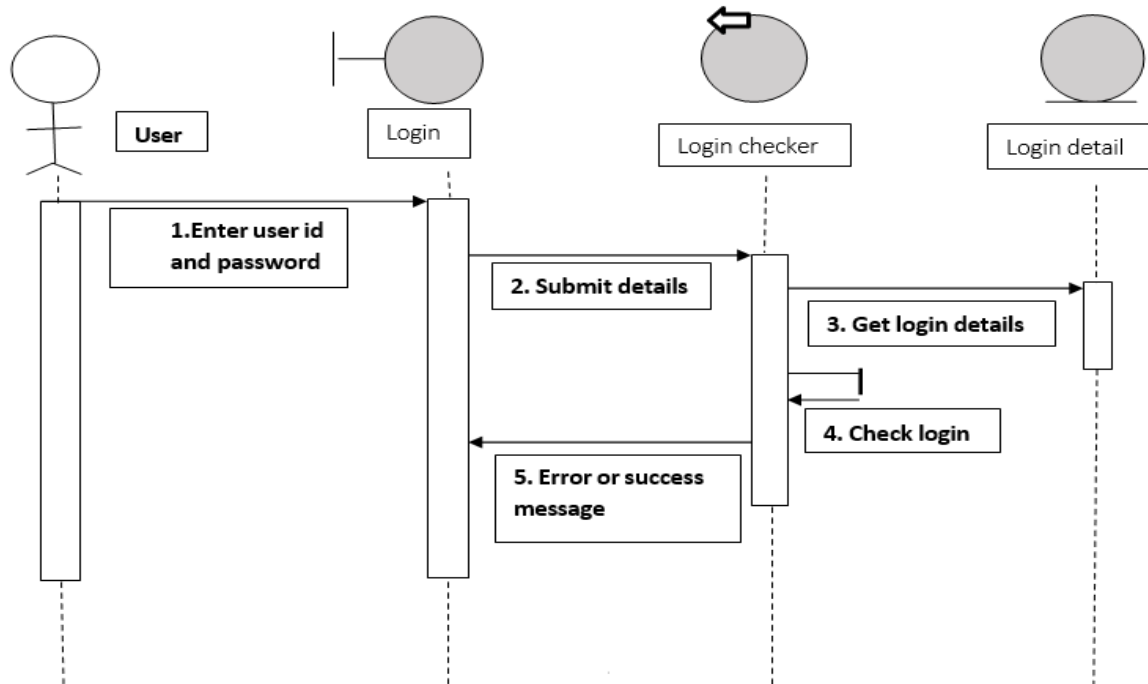 User
Login
Login checker
Login detail
1.Enter user id
and password
2. Submit details
3. Get login details
4. Check login
5. Error or success
message